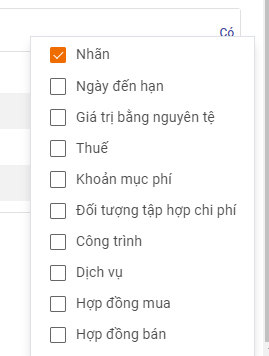 Có
Nhãn
Ngày đến hạn
Giá trị bằng nguyên tệ
Thuế
Khoản mục phí
Đối tượng tập hợp chi phí
Công trình
Dịch vụ
Hợp đồng mua
Hợp đồng bán